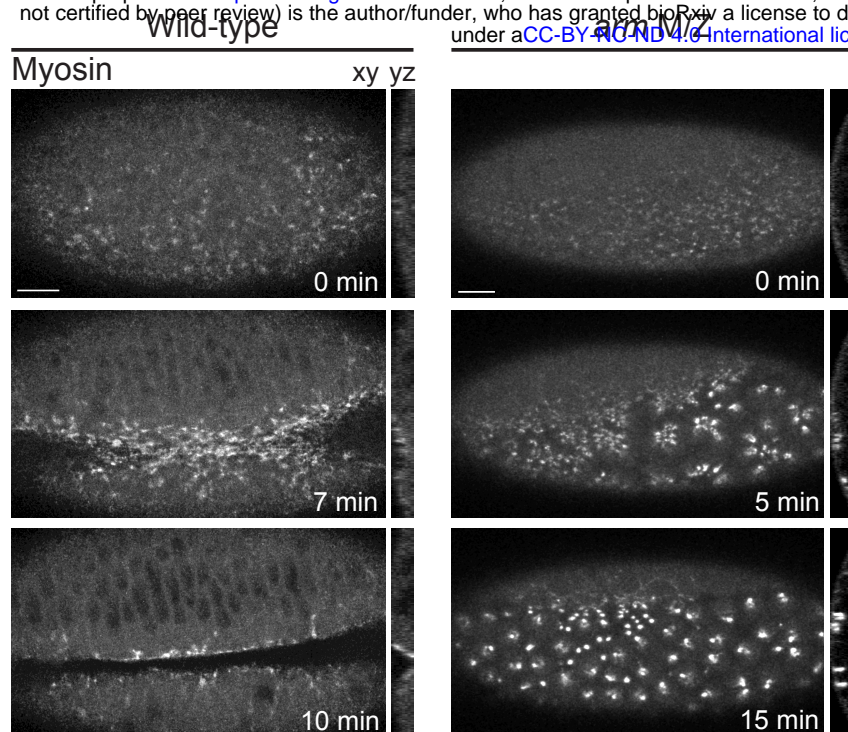 not certified by peer review) is the author/funder, who has granted bioRxiv a license to d
under aCC-BY-NC-ND 4.0 International lic
Wild-type
arm M/Z
Myosin xy yz
0 min
0 min
7 min
5 min
10 min
15 min